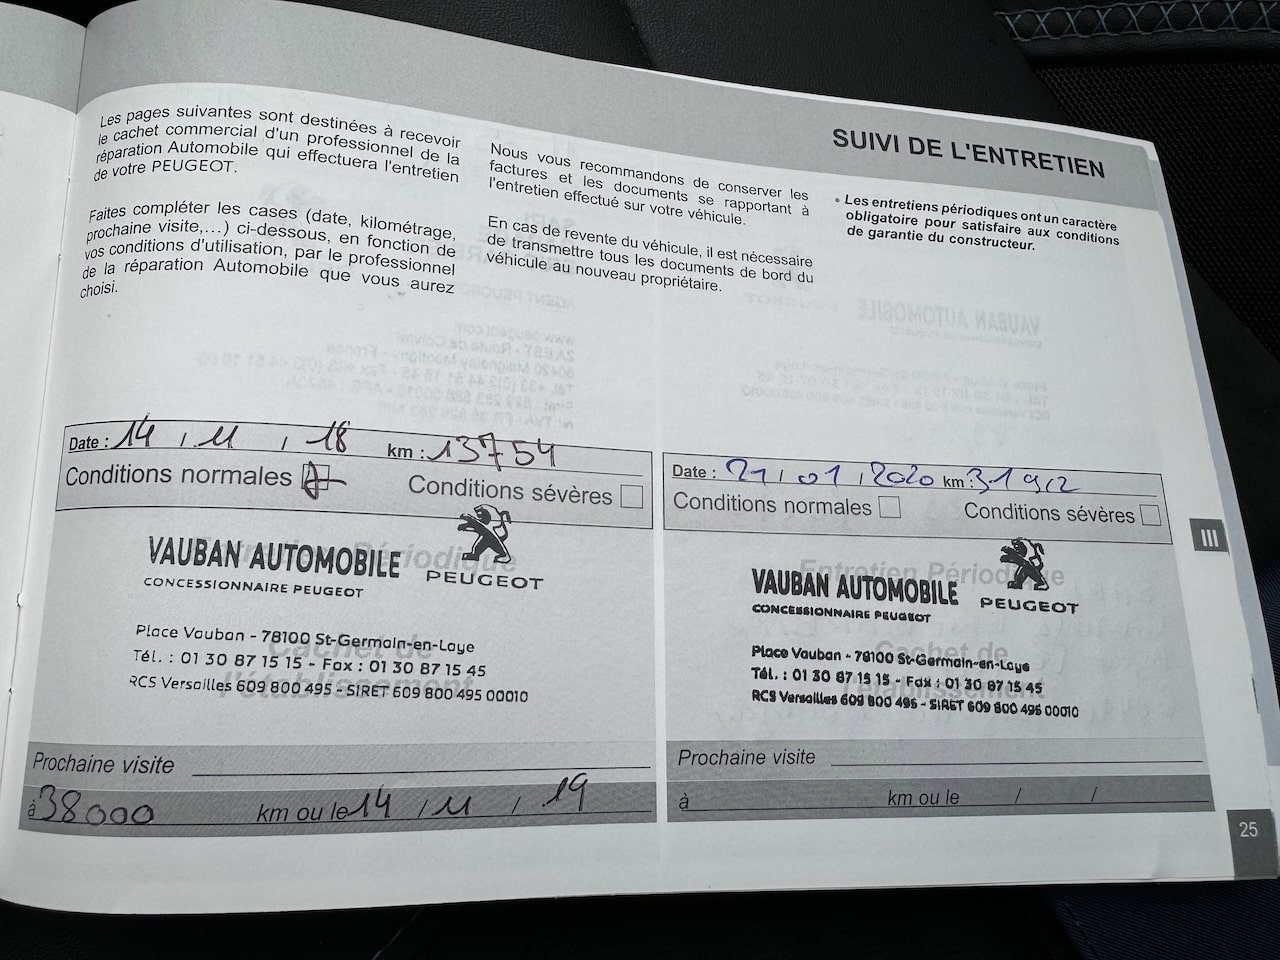 SUIVI DE L'ENTRETIEN
Les pages suivantes sont destinées à recevoir
le cachet commercial d'un professionnel de la
réparation Automobile qui effectuera l'entretien
de votre PEUGEOT.
Faites compléter les cases (date, kilométrage,
prochaine visite,...) ci-dessous, en fonction de
vos conditions d'utilisation, par le professionnel
de la réparation Automobile que vous aurez
choisi.
Nous vous recommandons de conserver les
factures et les documents se rapportant à
l'entretien effectué sur votre véhicule.
En cas de revente du véhicule, il est nécessaire
de transmettre tous les documents de bord du
véhicule au nouveau propriétaire.
• Les entretiens périodiques ont un caractère
obligatoire pour satisfaire aux conditions
de garantie du constructeur.
Date : 14 / 11 / 18 km : 13754
Conditions normales Conditions sévères
Entretien Périodique
VAUBAN AUTOMOBILE PEUGEOT
CONCESSIONNAIRE PEUGEOT
Cachet de
l'établissement
Place Vauban - 78100 St-Germain-en-Laye
Tél. : 01 30 87 15 15 - Fax : 01 30 87 15 45
RCS Versailles 609 800 495 - SIRET 609 800 495 00010
Prochaine visite
à 38000 km ou le 14 / 11 / 19
Date : 21 / 01 / 2020 km : 31912
Conditions normales Conditions sévères
Entretien Périodique
VAUBAN AUTOMOBILE PEUGEOT
CONCESSIONNAIRE PEUGEOT
Cachet de
l'établissement
Place Vauban - 78100 St-Germain-en-Laye
Tél. : 01 30 87 15 15 - Fax : 01 30 87 15 45
RCS Versailles 609 800 495 - SIRET 609 800 495 00010
Prochaine visite
à km ou le / /
III
25